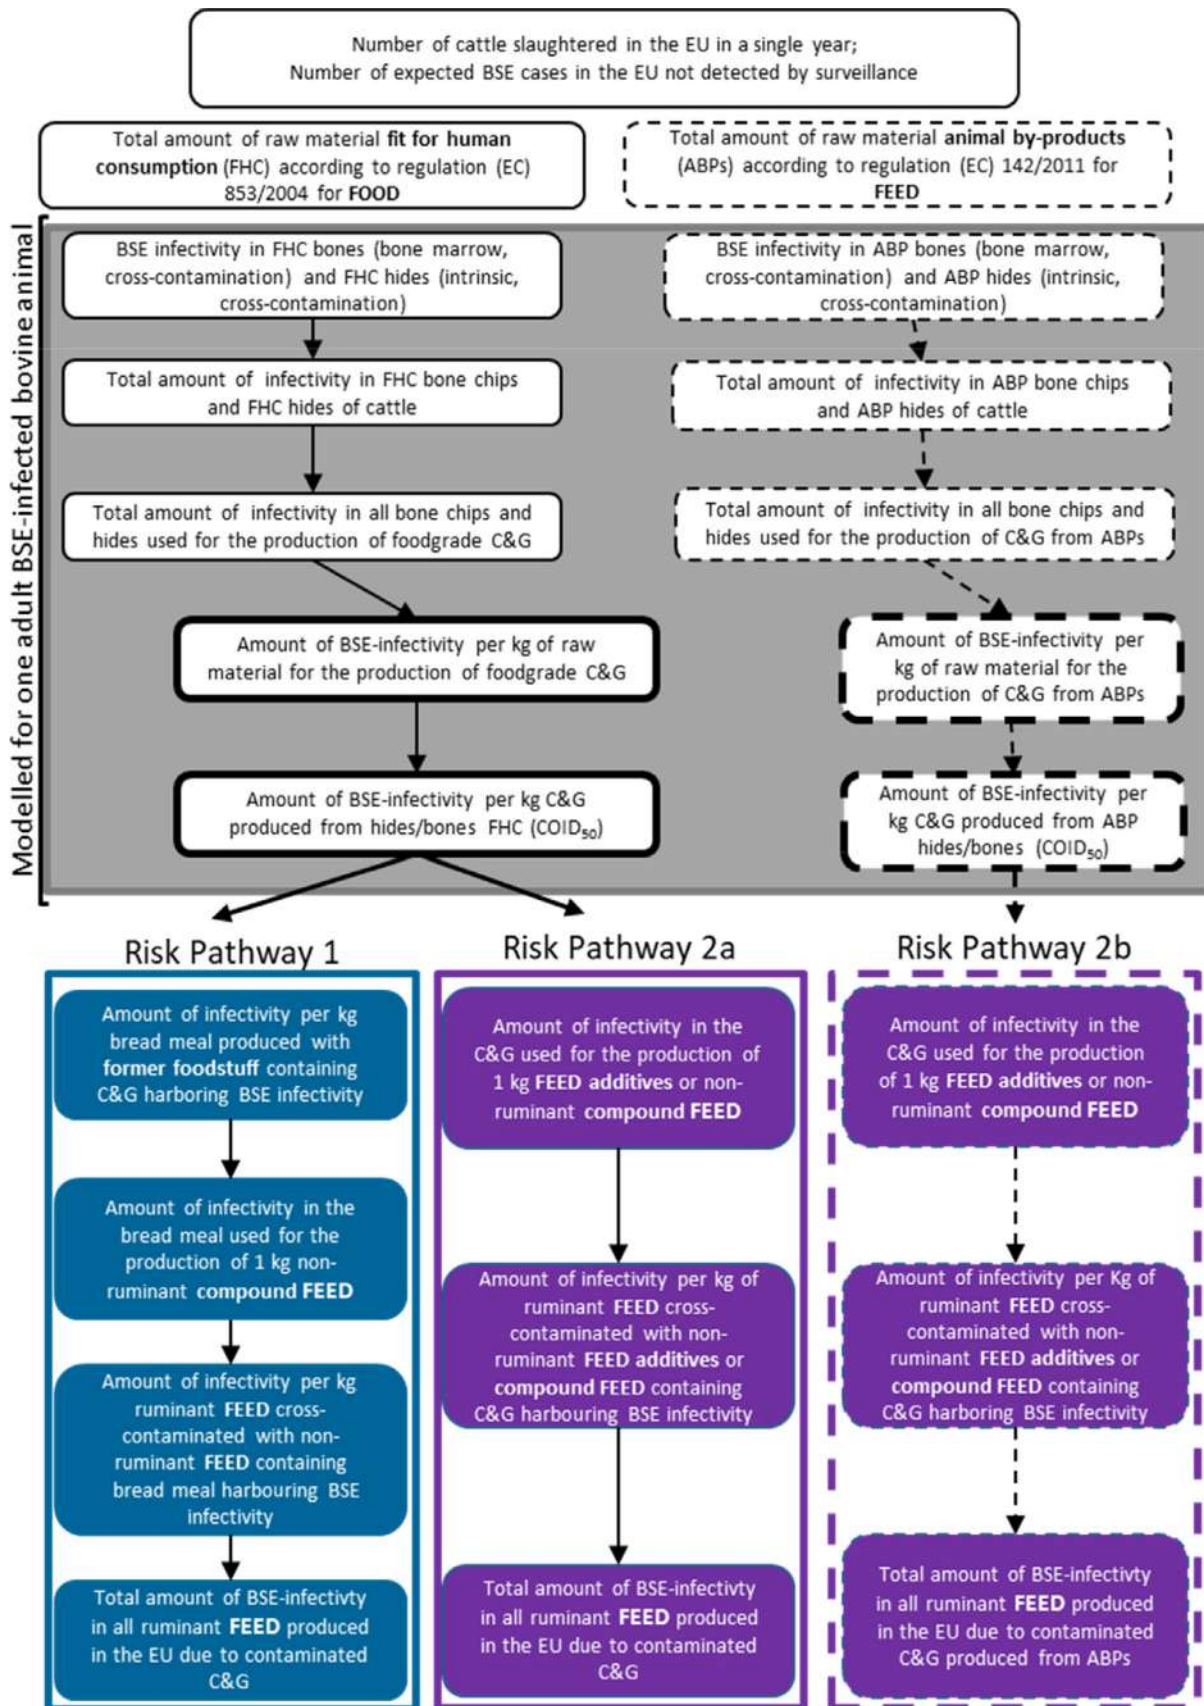 Number of cattle slaughtered in the EU in a single year;
Number of expected BSE cases in the EU not detected by surveillance
Total amount of raw material fit for human
consumption (FHC) according to regulation (EC)
853/2004 for FOOD
Total amount of raw material animal by-products
(ABPs) according to regulation (EC) 142/2011 for
FEED
Modelled for one adult BSE-infected bovine animal
BSE infectivity in FHC bones (bone marrow,
cross-contamination) and FHC hides (intrinsic,
cross-contamination)
Total amount of infectivity in FHC bone chips
and FHC hides of cattle
Total amount of infectivity in all bone chips and
hides used for the production of foodgrade C&G
Amount of BSE-infectivity per kg of raw
material for the production of foodgrade C&G
Amount of BSE-infectivity per kg C&G
produced from hides/bones FHC (COID50)
BSE infectivity in ABP bones (bone marrow,
cross-contamination) and ABP hides (intrinsic,
cross-contamination)
Total amount of infectivity in ABP bone chips
and ABP hides of cattle
Total amount of infectivity in all bone chips and
hides used for the production of C&G from ABPs
Amount of BSE-infectivity per
kg of raw material for the
production of C&G from ABPs
Amount of BSE-infectivity per
kg C&G produced from ABP
hides/bones (COID50)
Risk Pathway 1
Amount of infectivity per kg
bread meal produced with
former foodstuff containing
C&G harboring BSE infectivity
Amount of infectivity in the
bread meal used for the
production of 1 kg non-
ruminant compound FEED
Amount of infectivity per kg
ruminant FEED cross-
contaminated with non-
ruminant FEED containing
bread meal harbouring BSE
infectivity
Total amount of BSE-infectivty
in all ruminant FEED produced
in the EU due to contaminated
C&G
Risk Pathway 2a
Amount of infectivity in the
C&G used for the production of
1 kg FEED additives or non-
ruminant compound FEED
Amount of infectivity per kg of
ruminant FEED cross-
contaminated with non-
ruminant FEED additives or
compound FEED containing
C&G harbouring BSE infectivity
Total amount of BSE-infectivty
in all ruminant FEED produced
in the EU due to contaminated
C&G
Risk Pathway 2b
Amount of infectivity in the
C&G used for the production
of 1 kg FEED additives or non-
ruminant compound FEED
Amount of infectivity per Kg of
ruminant FEED cross-
contaminated with non-
ruminant FEED additives or
compound FEED containing
C&G harboring BSE infectivity
Total amount of BSE-infectivty
in all ruminant FEED produced
in the EU due to contaminated
C&G produced from ABPs